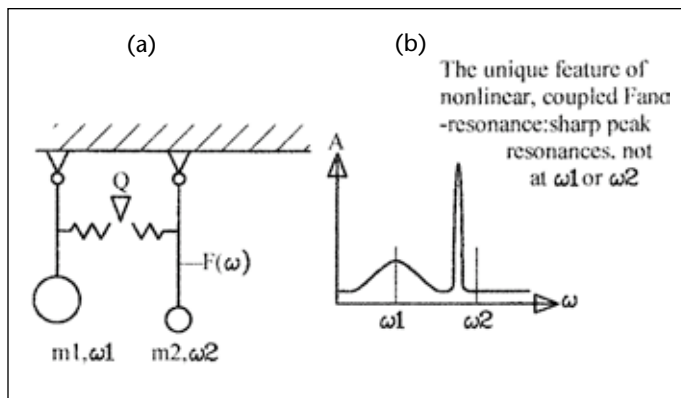 (a)
(b)
The unique feature of
nonlinear, coupled Fano
-resonance:sharp peak
resonances, not
at ω1 or ω2
Q
F(ω)
m1,ω1
m2,ω2
A
ω1
ω2
ω